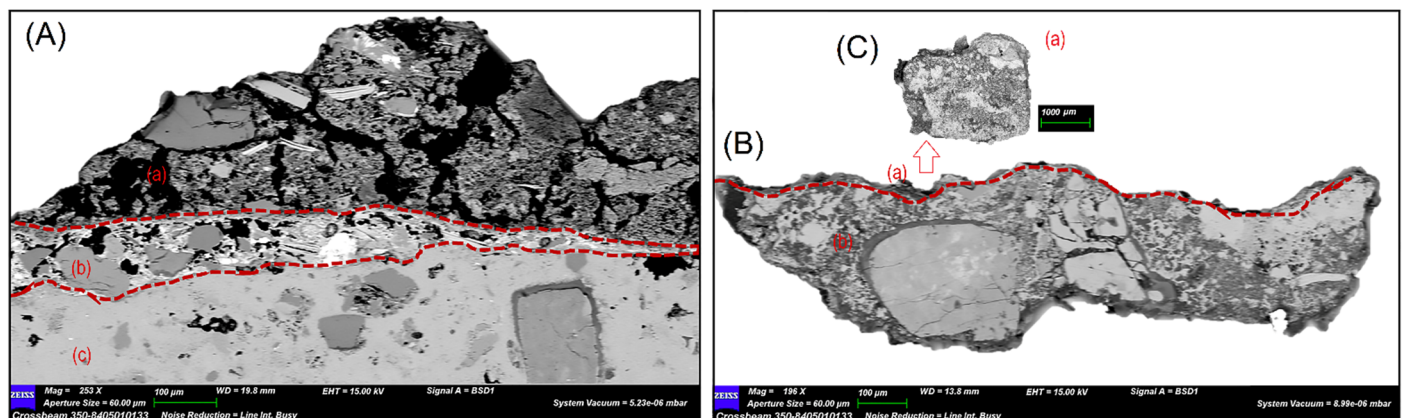 (A)
(a)
(b)
(c)
ZEISS
Mag = 253 X
100 µm
WD = 19.8 mm
EHT = 15.00 kV
Signal A = BSD1
Aperture Size = 60.00 µm
System Vacuum = 5.23e-06 mbar
Crossbeam 350-8405010133
Noise Reduction = Line Int. Busy
(C)
(a)
1000 µm
(B)
(a)
(b)
ZEISS
Mag = 196 X
100 µm
WD = 13.8 mm
EHT = 15.00 kV
Signal A = BSD1
Aperture Size = 60.00 µm
System Vacuum = 8.99e-06 mbar
Crossbeam 350-8405010133
Noise Reduction = Line Int. Busy